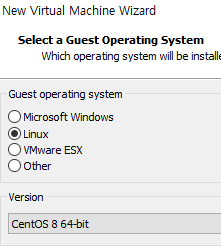 New Virtual Machine Wizard
Select a Guest Operating System
Which operating system will be
Guest operating system
Microsoft Windows
Linux
VMware ESX
Other
Version
CentOS 8 64-bit